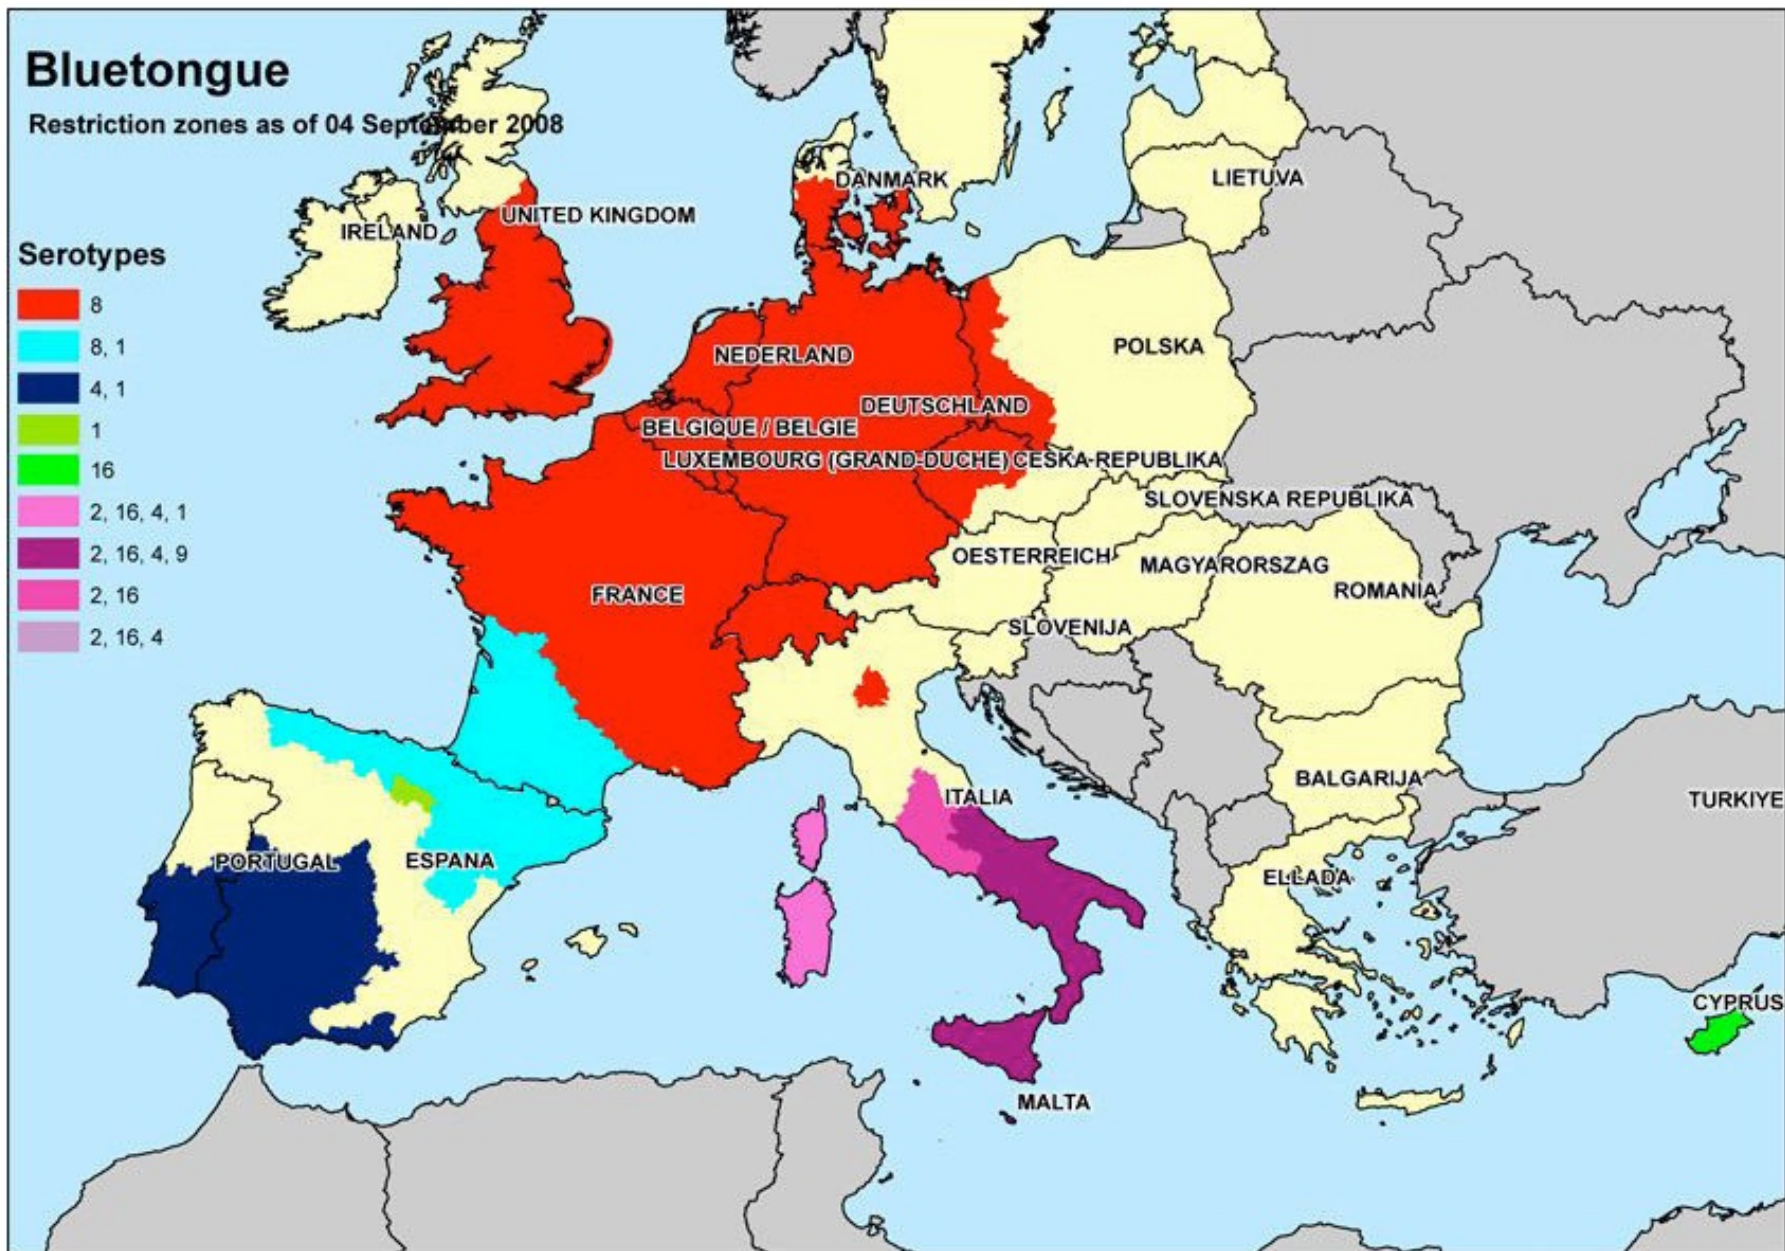 Bluetongue
Restriction zones as of 04 September 2008
Serotypes
8
8, 1
4, 1
1
16
2, 16, 4, 1
2, 16, 4, 9
2, 16
2, 16, 4
DANMARK
LIETUVA
UNITED KINGDOM
IRELAND
POLSKA
NEDERLAND
DEUTSCHLAND
BELGIQUE / BELGIE
LUXEMBOURG (GRAND-DUCHE)
CESKA REPUBLIKA
SLOVENSKA REPUBLIKA
OESTERREICH
MAGYARORSZAG
ROMANIA
FRANCE
SLOVENIJA
BALGARIJA
ITALIA
TURKIYE
PORTUGAL
ESPANA
ELLADA
CYPRUS
MALTA